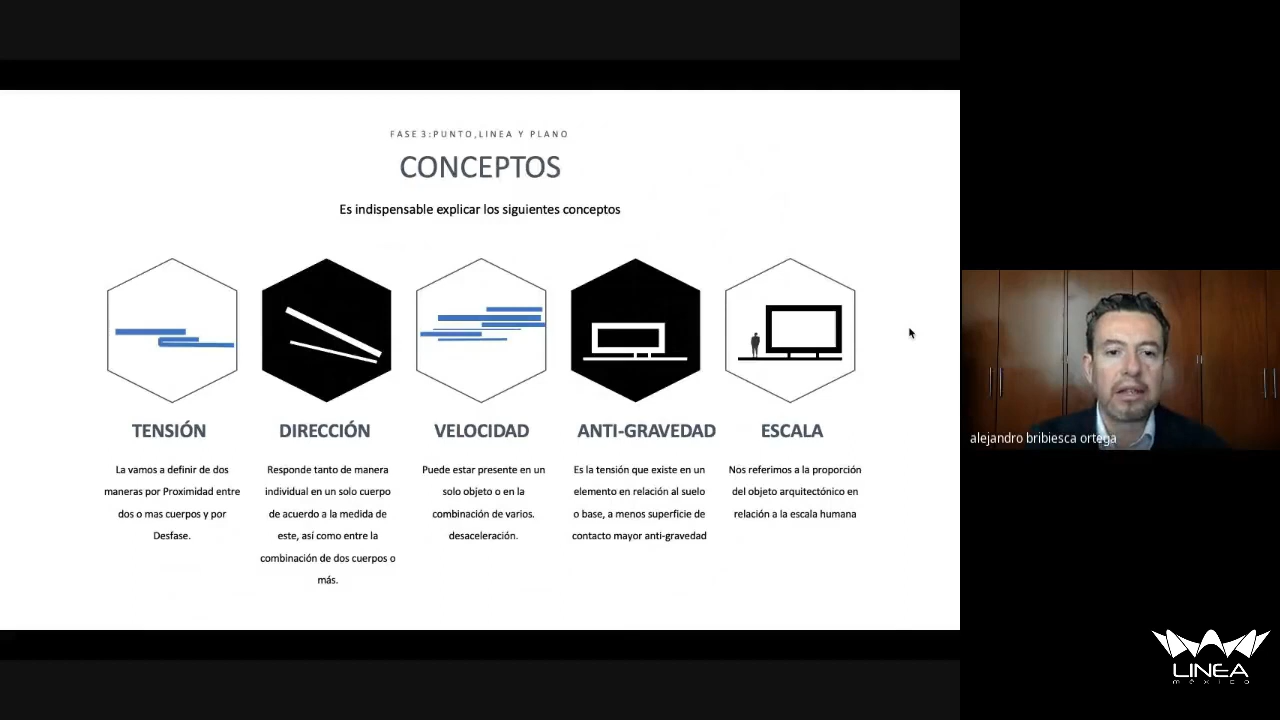 FASE 3:PUNTO,LINEA Y PLANO
CONCEPTOS
Es indispensable explicar los siguientes conceptos
TENSIÓN
La vamos a definir de dos
maneras por Proximidad entre
dos o mas cuerpos y por
Desfase.
DIRECCIÓN
Responde tanto de manera
individual en un solo cuerpo
de acuerdo a la medida de
este, así como entre la
combinación de dos cuerpos o
más.
VELOCIDAD
Puede estar presente en un
solo objeto o en la
combinación de varios.
desaceleración.
ANTI-GRAVEDAD
Es la tensión que existe en un
elemento en relación al suelo
o base, a menos superficie de
contacto mayor anti-gravedad
ESCALA
Nos referimos a la proporción
del objeto arquitectónico en
relación a la escala humana
alejandro bribiesca ortega
LINEA
méxico